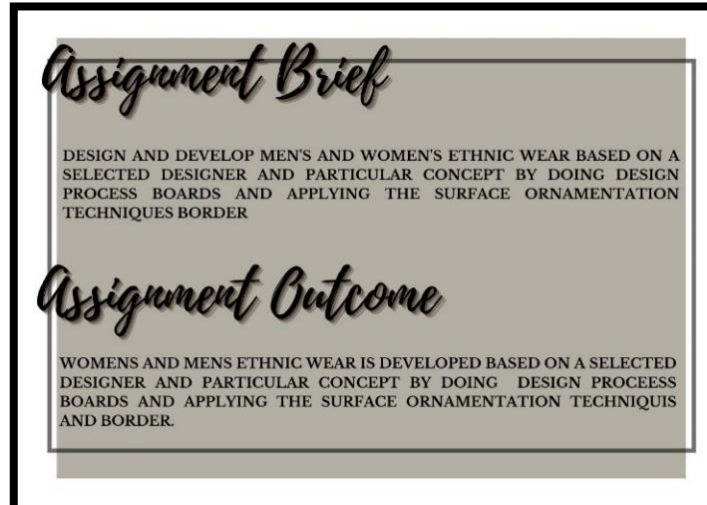 Assignment Brief
DESIGN AND DEVELOP MEN'S AND WOMEN'S ETHNIC WEAR BASED ON A
SELECTED DESIGNER AND PARTICULAR CONCEPT BY DOING DESIGN
PROCESS BOARDS AND APPLYING THE SURFACE ORNAMENTATION
TECHNIQUES BORDER
Assignment Outcome
WOMENS AND MENS ETHNIC WEAR IS DEVELOPED BASED ON A SELECTED
DESIGNER AND PARTICULAR CONCEPT BY DOING DESIGN PROCEESS
BOARDS AND APPLYING THE SURFACE ORNAMENTATION TECHNIQUIS
AND BORDER.